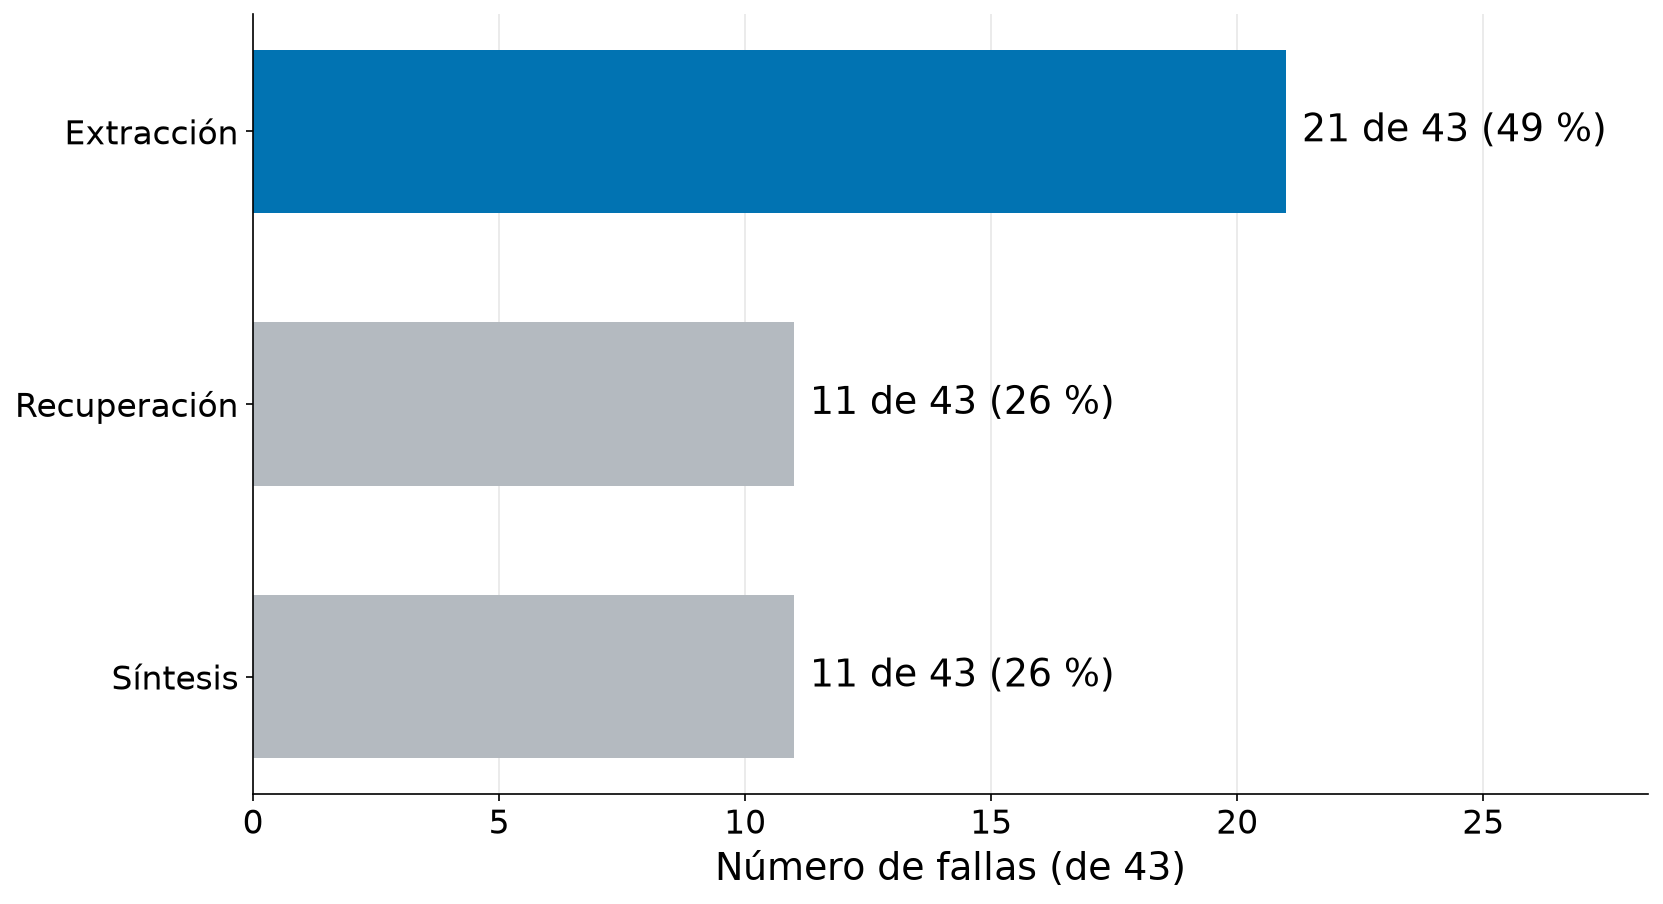 Extracción
21 de 43 (49 %)
Recuperación
11 de 43 (26 %)
Síntesis
11 de 43 (26 %)
0 5 10 15 20 25
Número de fallas (de 43)